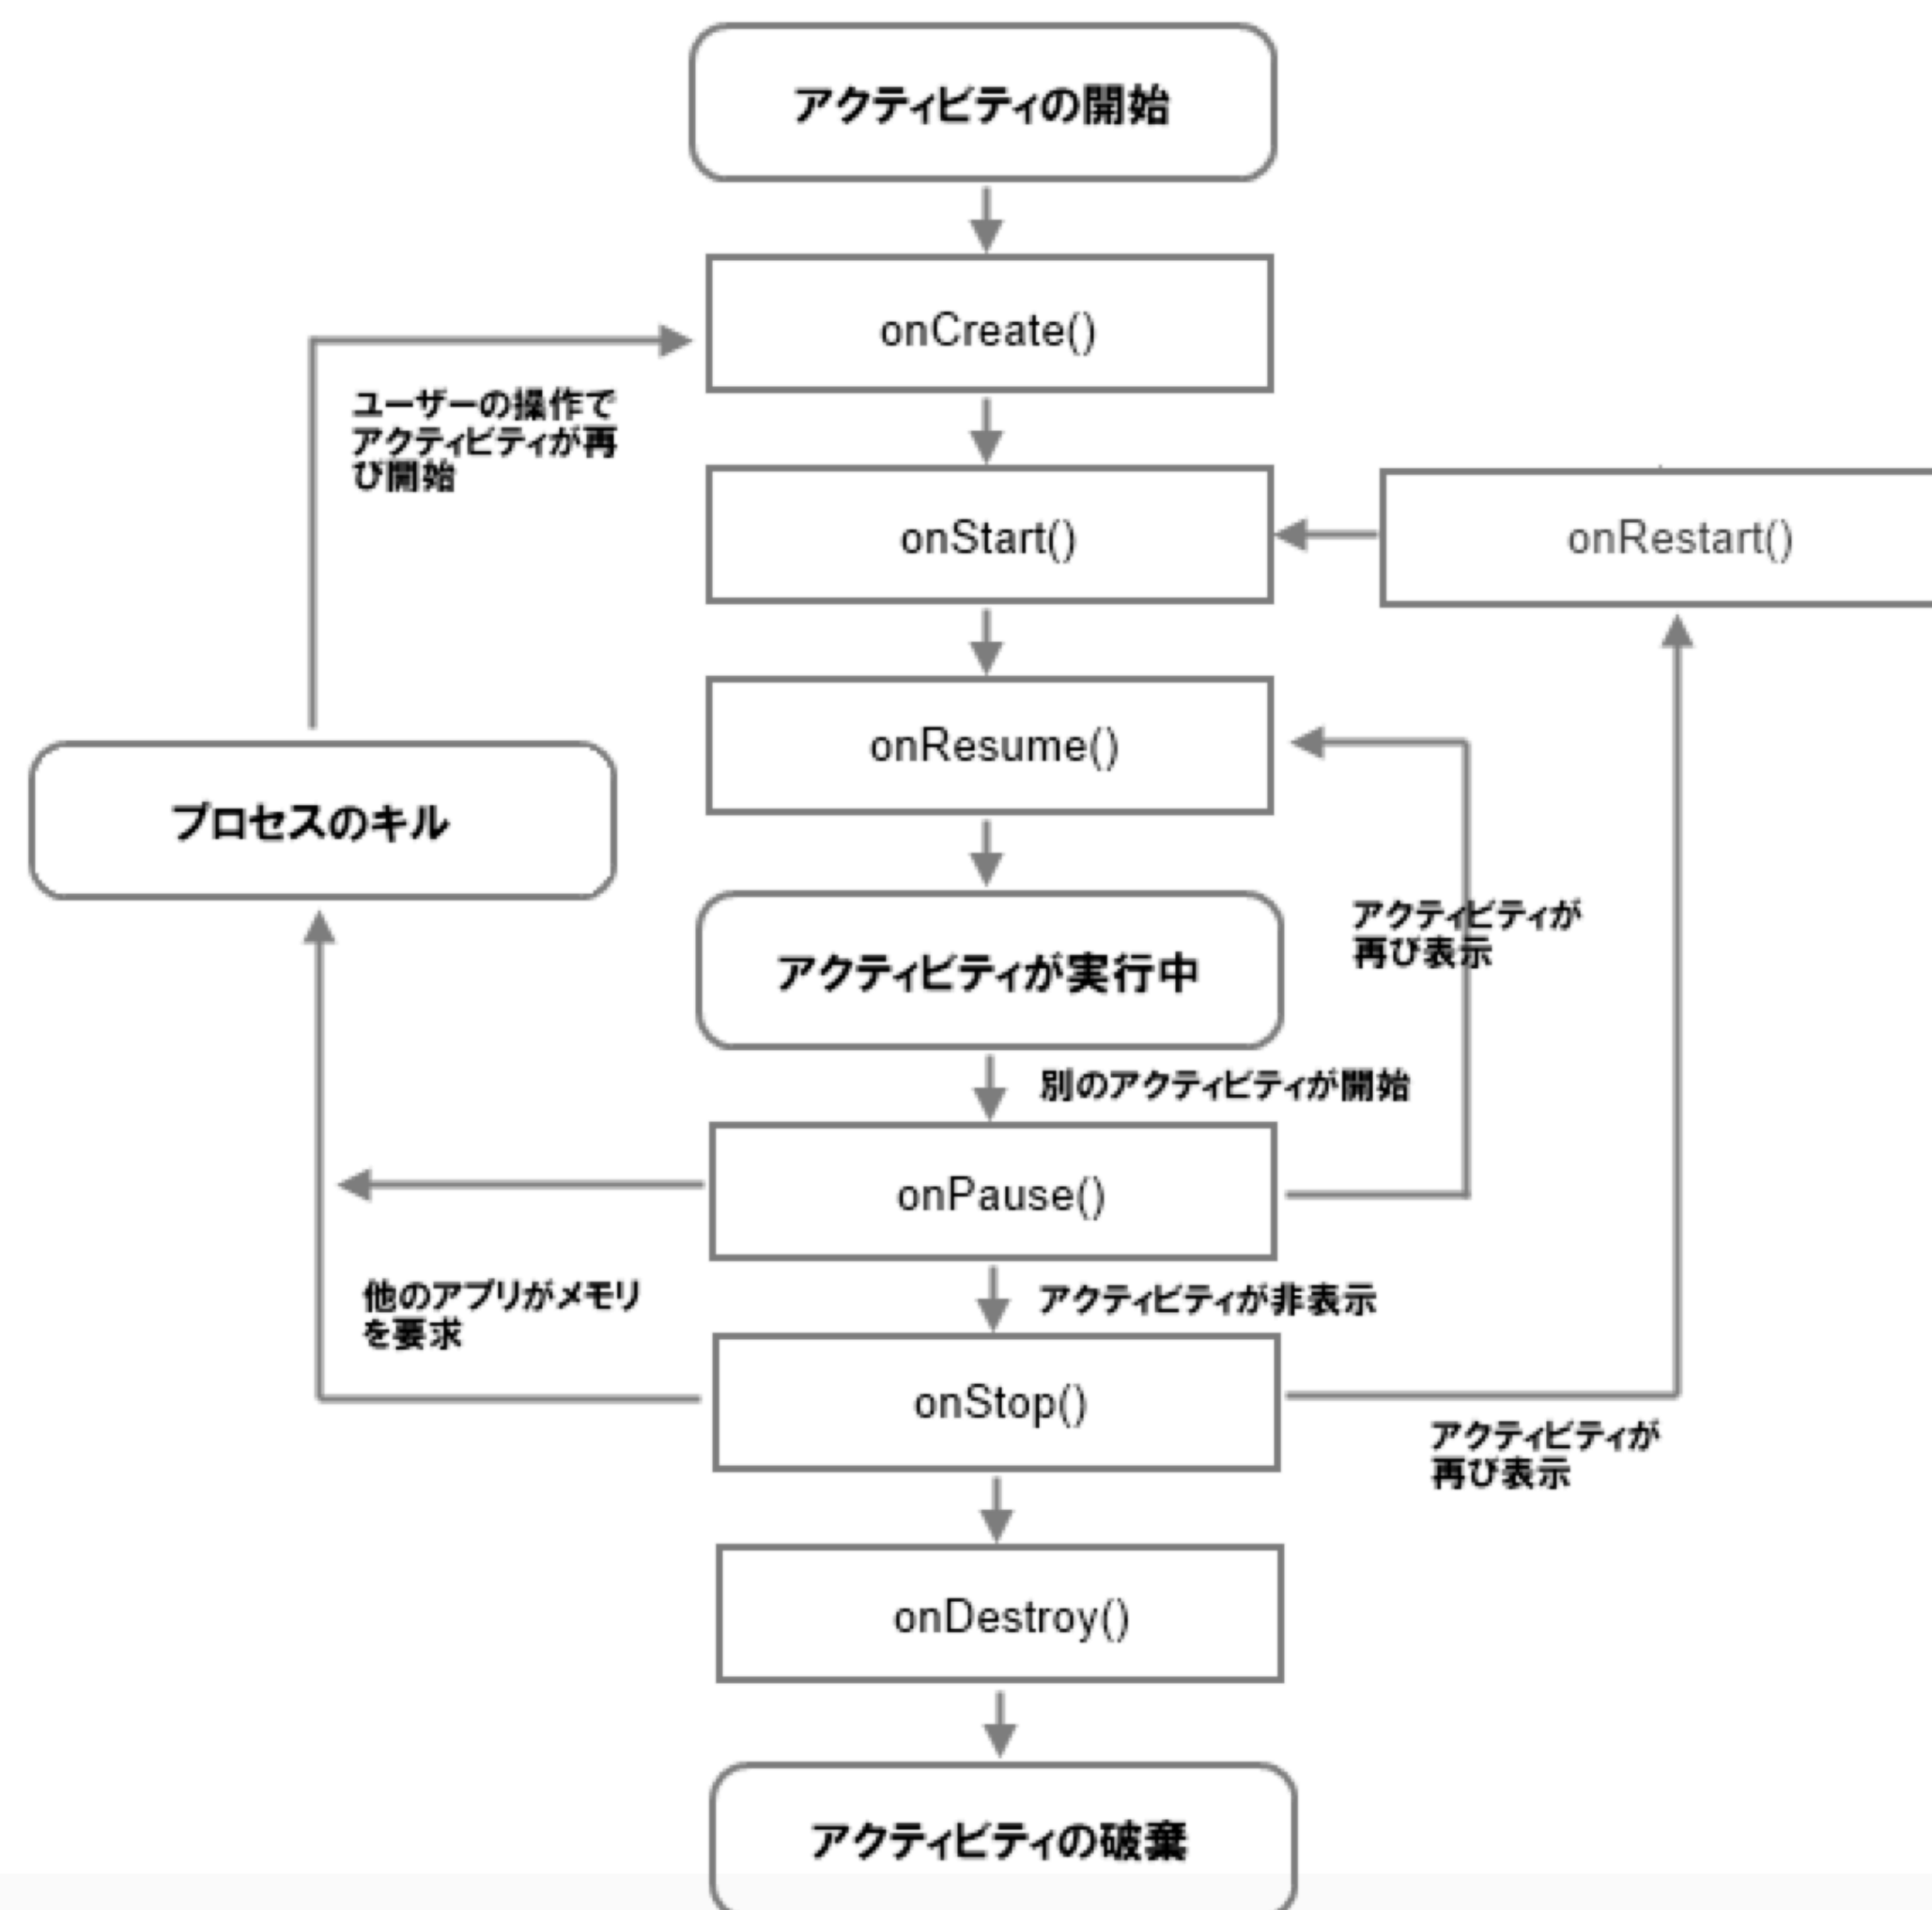 アクティビティの開始
onCreate()
ユーザーの操作で
アクティビティが再
び開始
onStart()
onRestart()
onResume()
プロセスのキル
アクティビティが
再び表示
アクティビティが実行中
別のアクティビティが開始
onPause()
他のアプリがメモリ
を要求
アクティビティが非表示
onStop()
アクティビティが
再び表示
onDestroy()
アクティビティの破棄